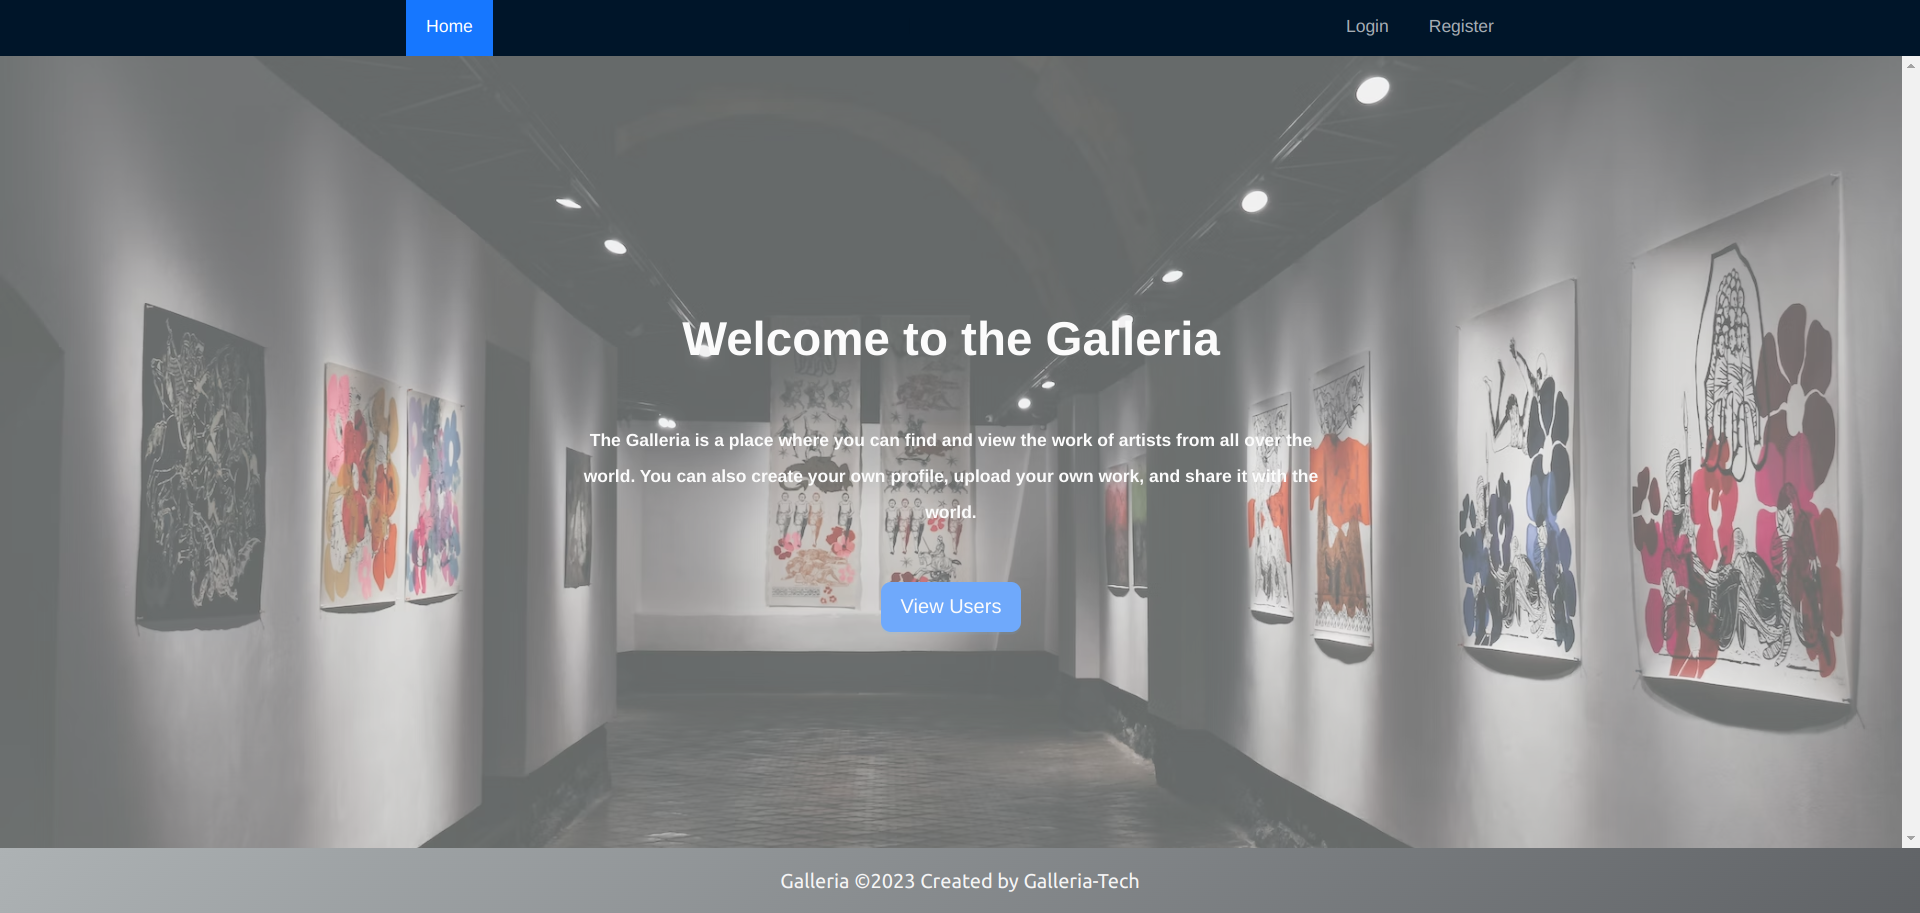 Home
Login
Register
Welcome to the Galleria
The Galleria is a place where you can find and view the work of artists from all over the
world. You can also create your own profile, upload your own work, and share it with the
world.
View Users
Galleria ©2023 Created by Galleria-Tech